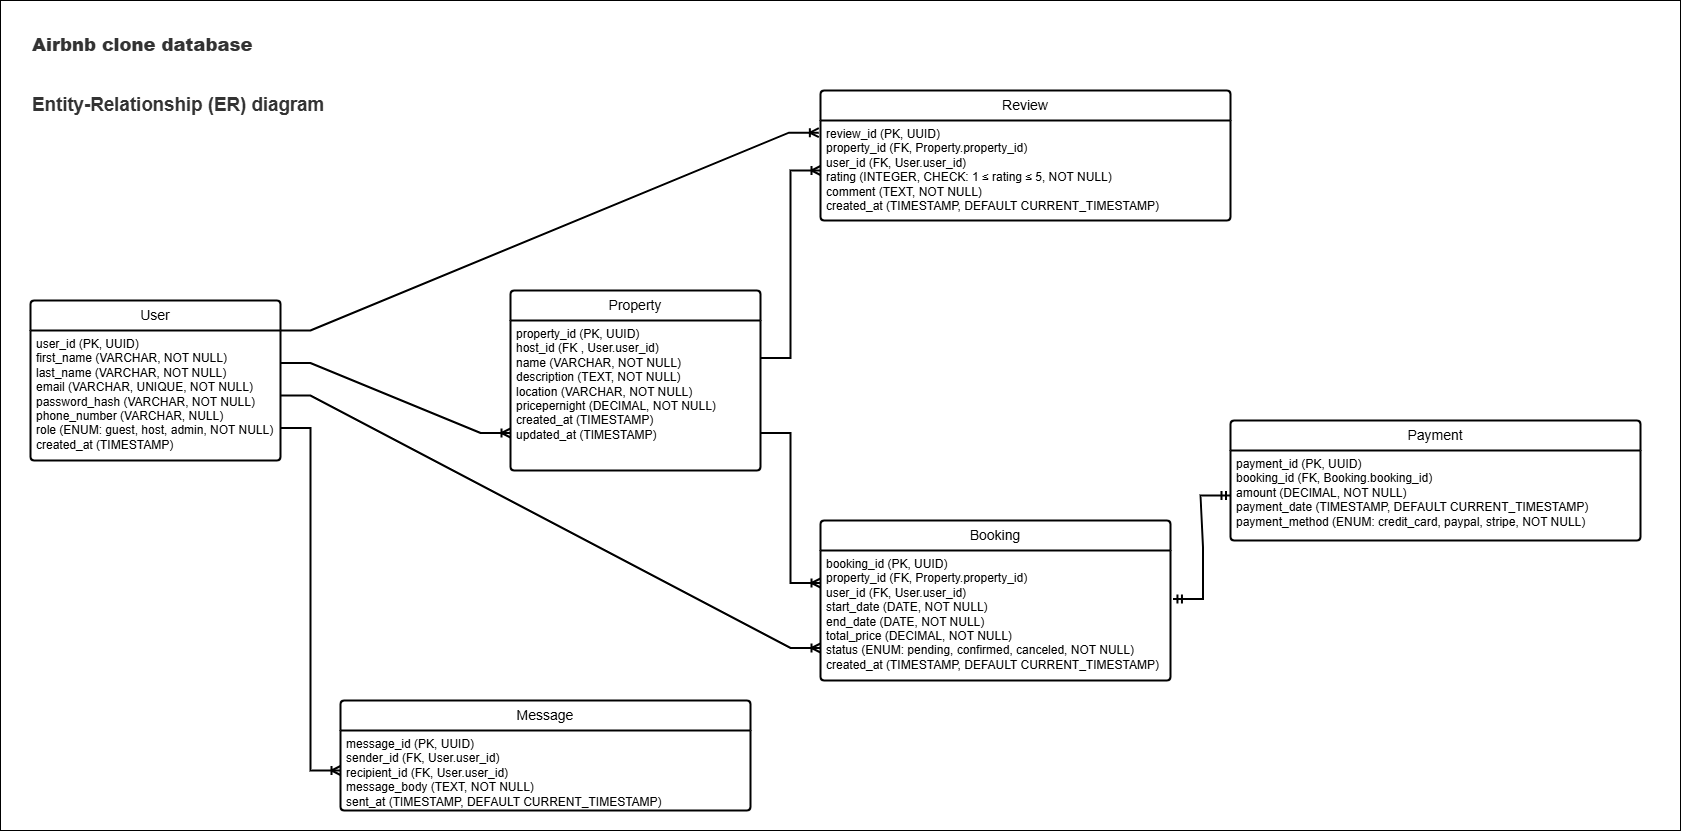 Airbnb clone database
Entity-Relationship (ER) diagram
Review
review_id (PK, UUID)
property_id (FK, Property.property_id)
user_id (FK, User.user_id)
rating (INTEGER, CHECK: 1 ≤ rating ≤ 5, NOT NULL)
comment (TEXT, NOT NULL)
created_at (TIMESTAMP, DEFAULT CURRENT_TIMESTAMP)
User
user_id (PK, UUID)
first_name (VARCHAR, NOT NULL)
last_name (VARCHAR, NOT NULL)
email (VARCHAR, UNIQUE, NOT NULL)
password_hash (VARCHAR, NOT NULL)
phone_number (VARCHAR, NULL)
role (ENUM: guest, host, admin, NOT NULL)
created_at (TIMESTAMP)
Property
property_id (PK, UUID)
host_id (FK , User.user_id)
name (VARCHAR, NOT NULL)
description (TEXT, NOT NULL)
location (VARCHAR, NOT NULL)
pricepernight (DECIMAL, NOT NULL)
created_at (TIMESTAMP)
updated_at (TIMESTAMP)
Payment
payment_id (PK, UUID)
booking_id (FK, Booking.booking_id)
amount (DECIMAL, NOT NULL)
payment_date (TIMESTAMP, DEFAULT CURRENT_TIMESTAMP)
payment_method (ENUM: credit_card, paypal, stripe, NOT NULL)
Booking
booking_id (PK, UUID)
property_id (FK, Property.property_id)
user_id (FK, User.user_id)
start_date (DATE, NOT NULL)
end_date (DATE, NOT NULL)
total_price (DECIMAL, NOT NULL)
status (ENUM: pending, confirmed, canceled, NOT NULL)
created_at (TIMESTAMP, DEFAULT CURRENT_TIMESTAMP)
Message
message_id (PK, UUID)
sender_id (FK, User.user_id)
recipient_id (FK, User.user_id)
message_body (TEXT, NOT NULL)
sent_at (TIMESTAMP, DEFAULT CURRENT_TIMESTAMP)